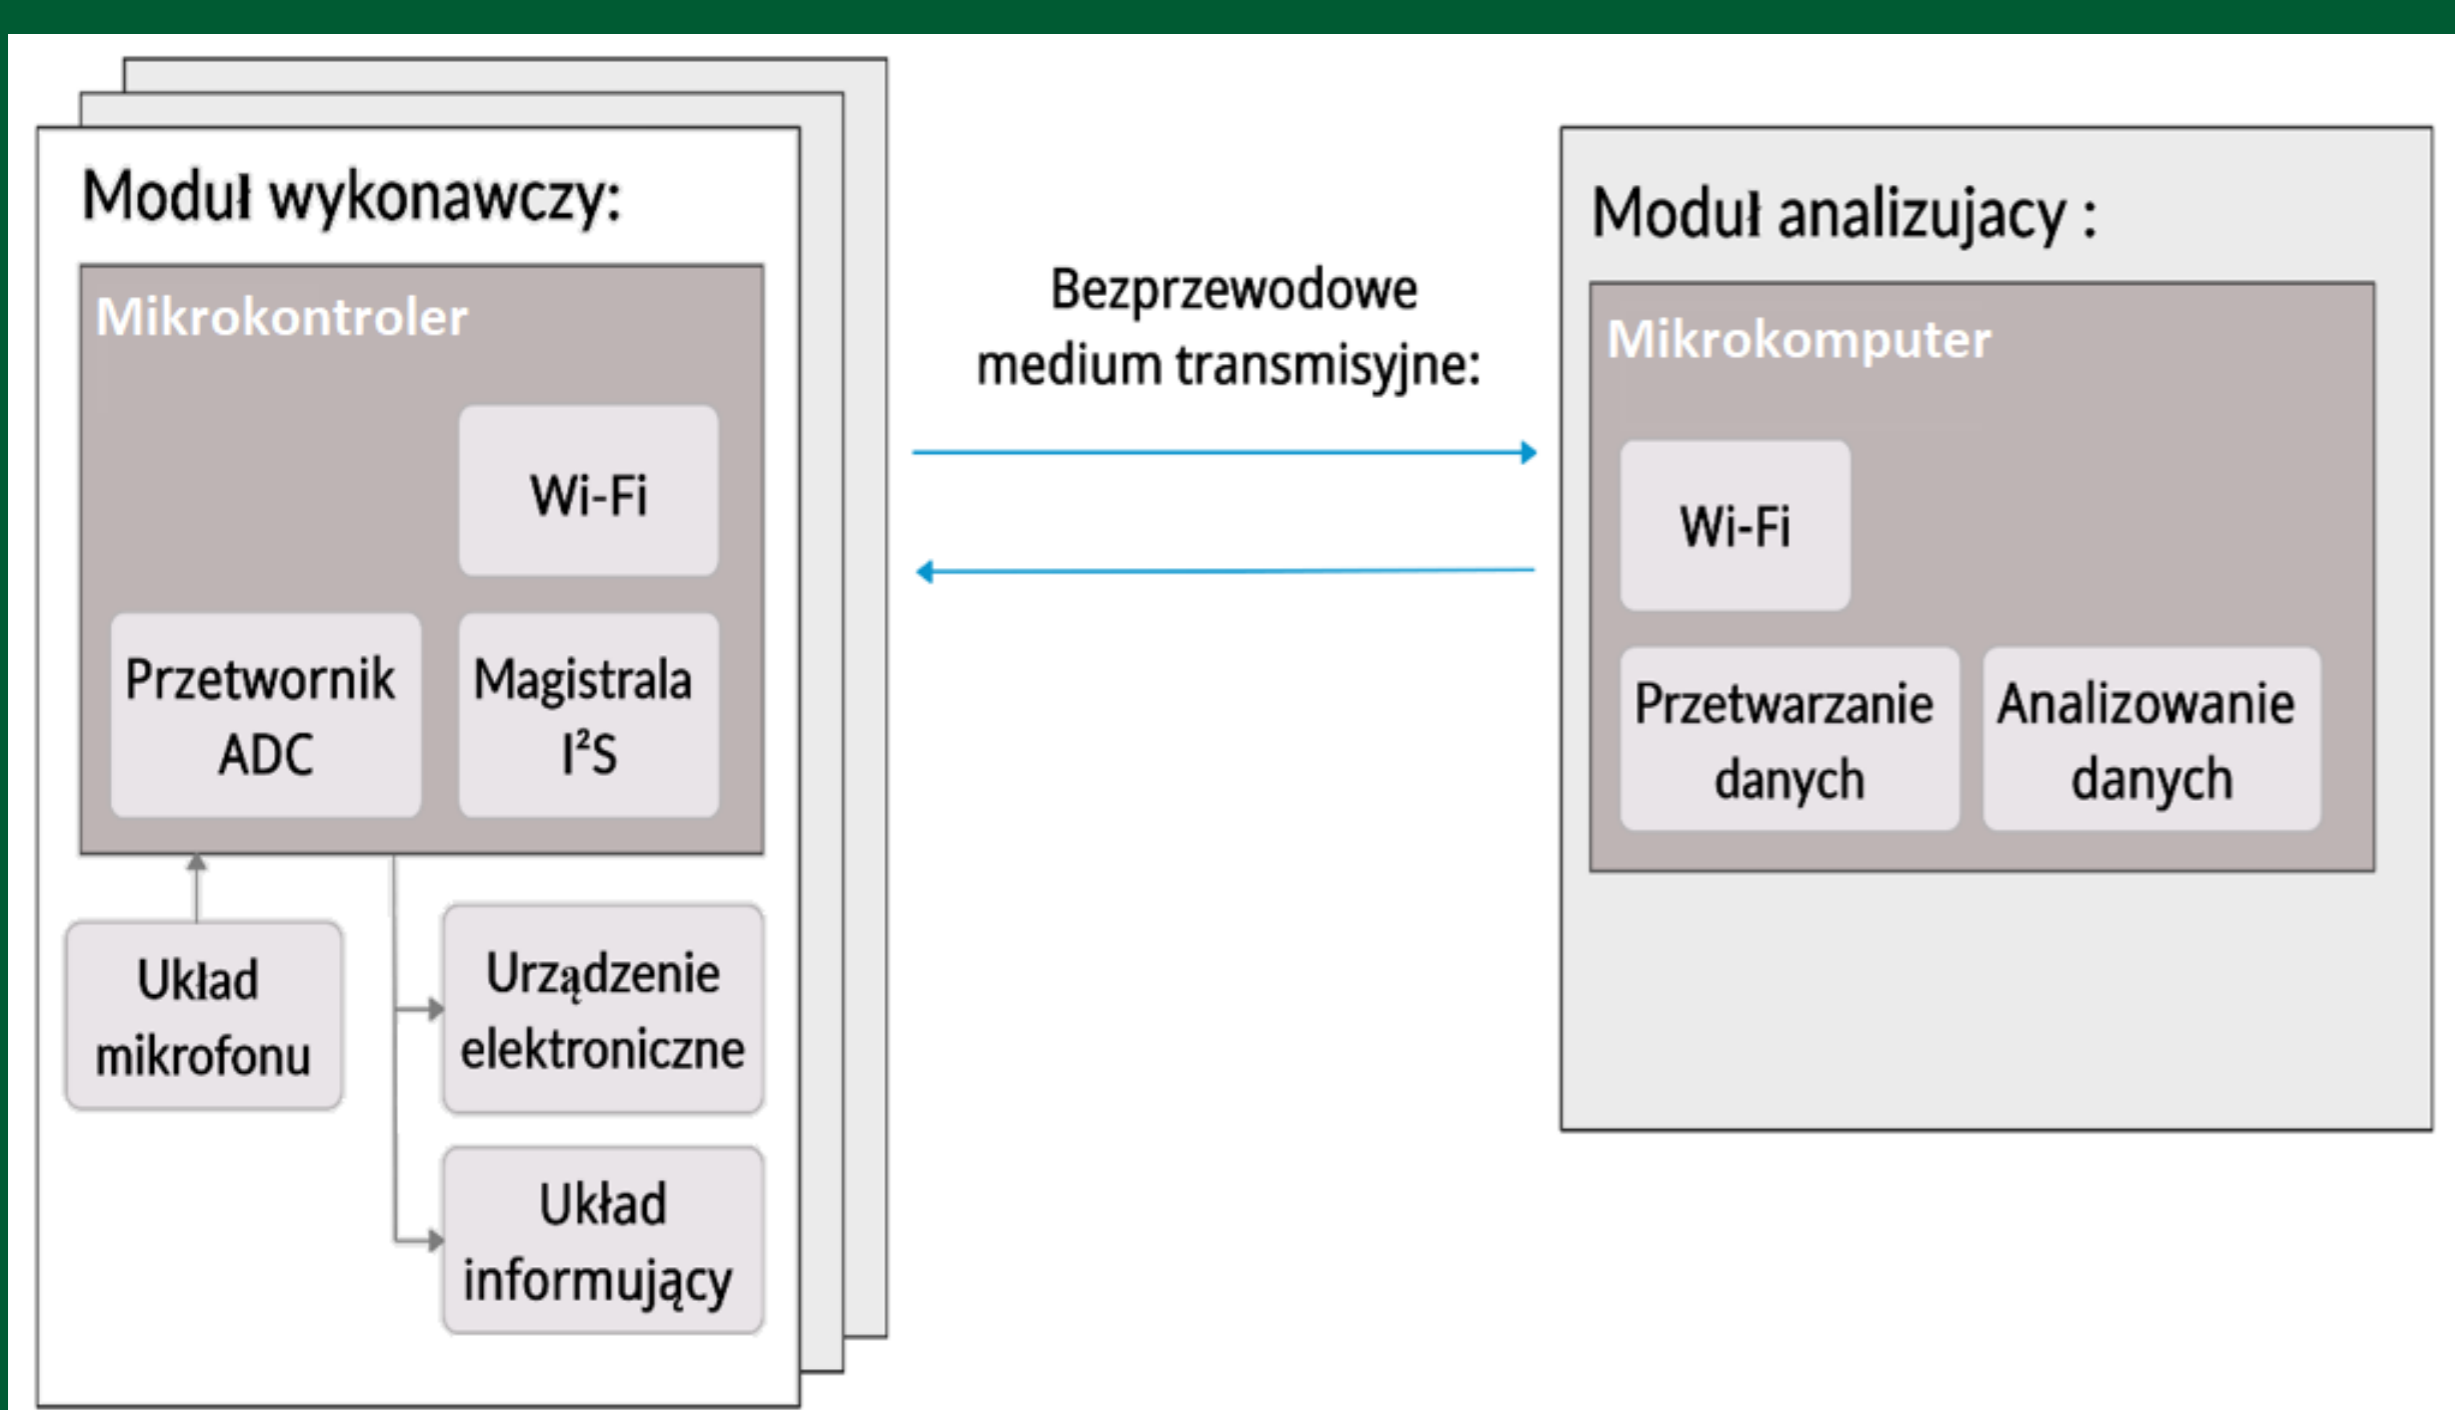 Moduł wykonawczy:
Mikrokontroler
Wi-Fi
Przetwornik
ADC
Magistrala
I²S
Układ
mikrofonu
Urządzenie
elektroniczne
Układ
informujący
Bezprzewodowe
medium transmisyjne:
Moduł analizujacy :
Mikrokomputer
Wi-Fi
Przetwarzanie
danych
Analizowanie
danych